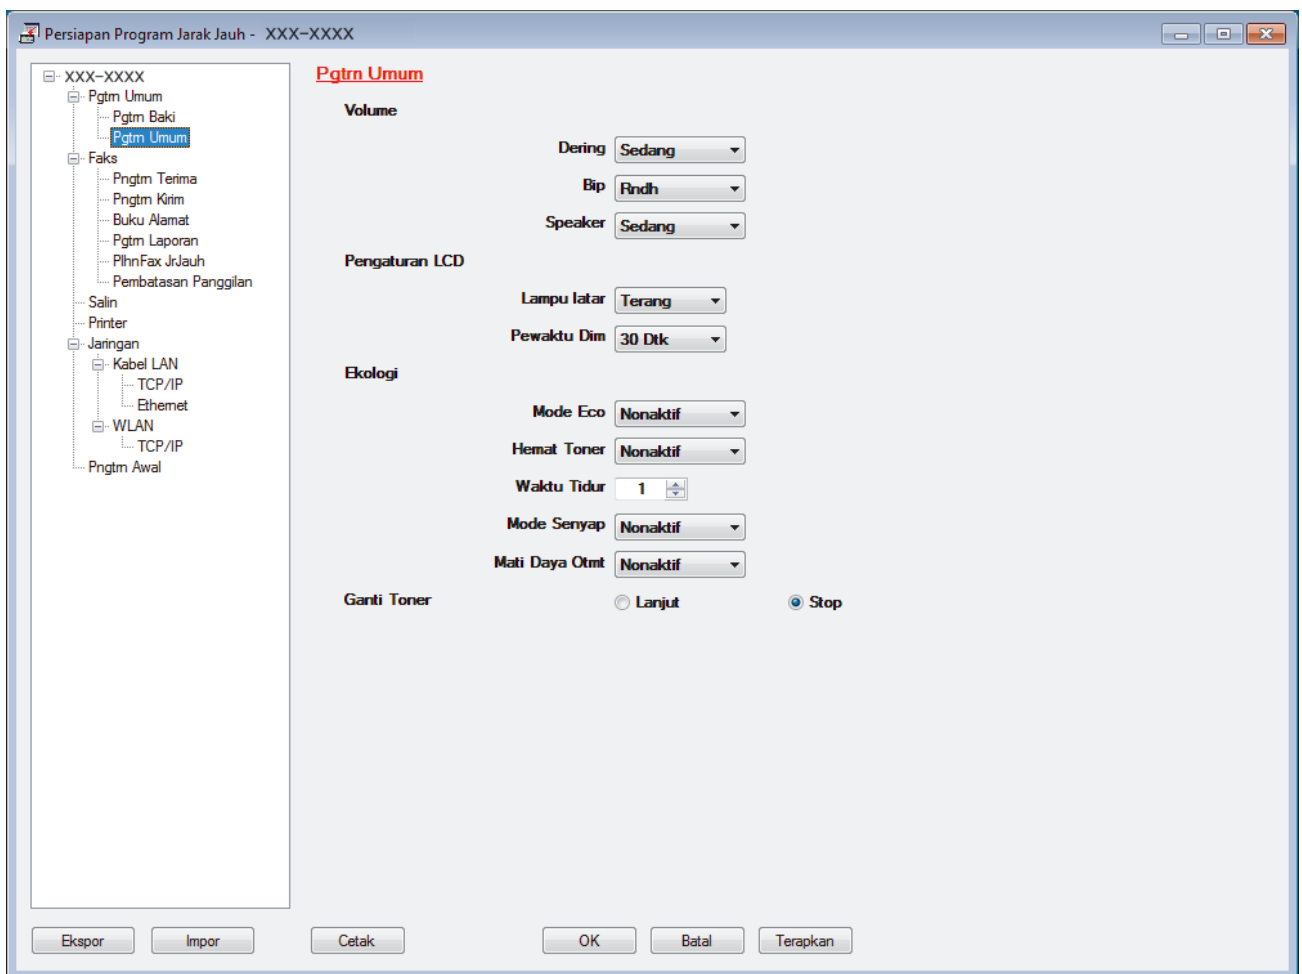 Persiapan Program Jarak Jauh - XXX-XXXX
XXX-XXXX
Pgtrn Umum
Pgtrn Baki
Pgtrn Umum
Faks
Pngtrn Terima
Pngtrn Kirim
Buku Alamat
Pgtrn Laporan
PlhnFax JrJauh
Pembatasan Panggilan
Salin
Printer
Jaringan
Kabel LAN
TCP/IP
Ethernet
WLAN
TCP/IP
Pngtrn Awal
Pgtrn Umum
Volume
Dering Sedang
Bip Rndh
Speaker Sedang
Pengaturan LCD
Lampu latar Terang
Pewaktu Dim 30 Dtk
Ekologi
Mode Eco Nonaktif
Hemat Toner Nonaktif
Waktu Tidur 1
Mode Senyap Nonaktif
Mati Daya Otmt Nonaktif
Ganti Toner Lanjut Stop
Ekspor Impor Cetak OK Batal Terapkan